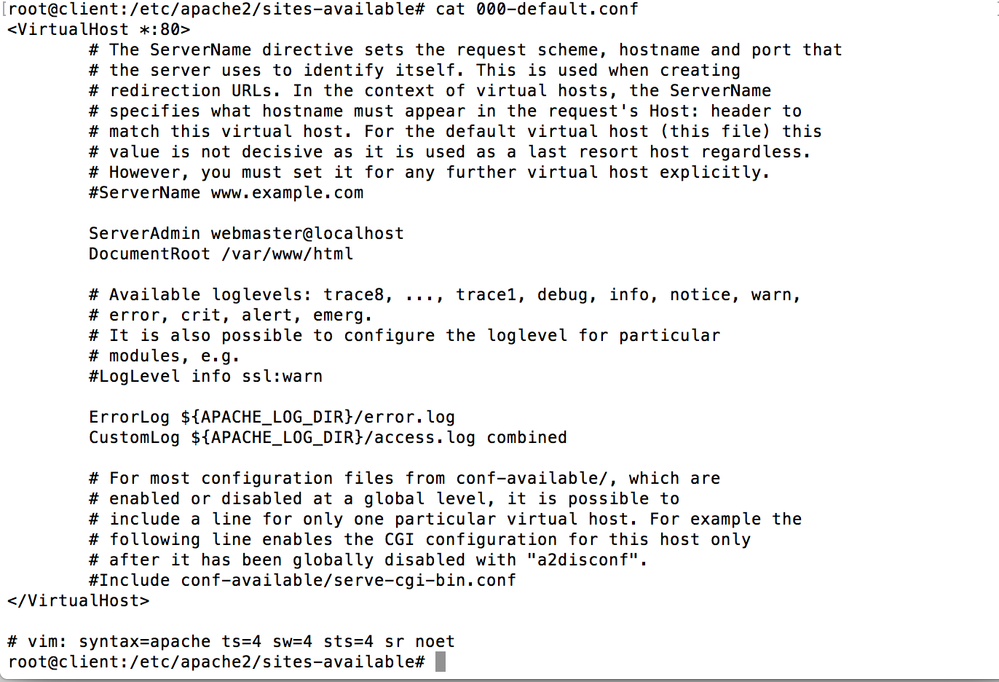 root@client:/etc/apache2/sites-available# cat 000-default.conf
<VirtualHost *:80>
        # The ServerName directive sets the request scheme, hostname and port that
        # the server uses to identify itself. This is used when creating
        # redirection URLs. In the context of virtual hosts, the ServerName
        # specifies what hostname must appear in the request's Host: header to
        # match this virtual host. For the default virtual host (this file) this
        # value is not decisive as it is used as a last resort host regardless.
        # However, you must set it for any further virtual host explicitly.
        #ServerName www.example.com

        ServerAdmin webmaster@localhost
        DocumentRoot /var/www/html

        # Available loglevels: trace8, ..., trace1, debug, info, notice, warn,
        # error, crit, alert, emerg.
        # It is also possible to configure the loglevel for particular
        # modules, e.g.
        #LogLevel info ssl:warn

        ErrorLog ${APACHE_LOG_DIR}/error.log
        CustomLog ${APACHE_LOG_DIR}/access.log combined

        # For most configuration files from conf-available/, which are
        # enabled or disabled at a global level, it is possible to
        # include a line for only one particular virtual host. For example the
        # following line enables the CGI configuration for this host only
        # after it has been globally disabled with "a2disconf".
        #Include conf-available/serve-cgi-bin.conf
</VirtualHost>

# vim: syntax=apache ts=4 sw=4 sts=4 sr noet
root@client:/etc/apache2/sites-available#